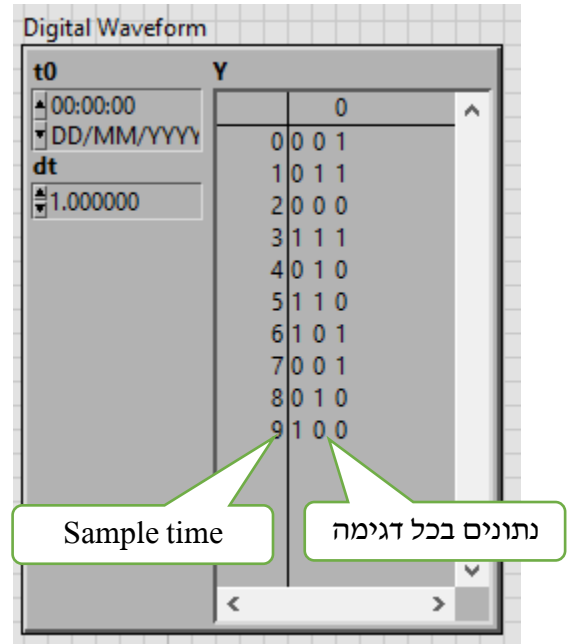 Digital Waveform
t0
00:00:00
DD/MM/YYYY
dt
1.000000
Y
0
0 0 0 1
1 0 1 1
2 0 0 0
3 1 1 1
4 0 1 0
5 1 1 0
6 1 0 1
7 0 0 1
8 0 1 0
9 1 0 0
Sample time
נתונים בכל דגימה